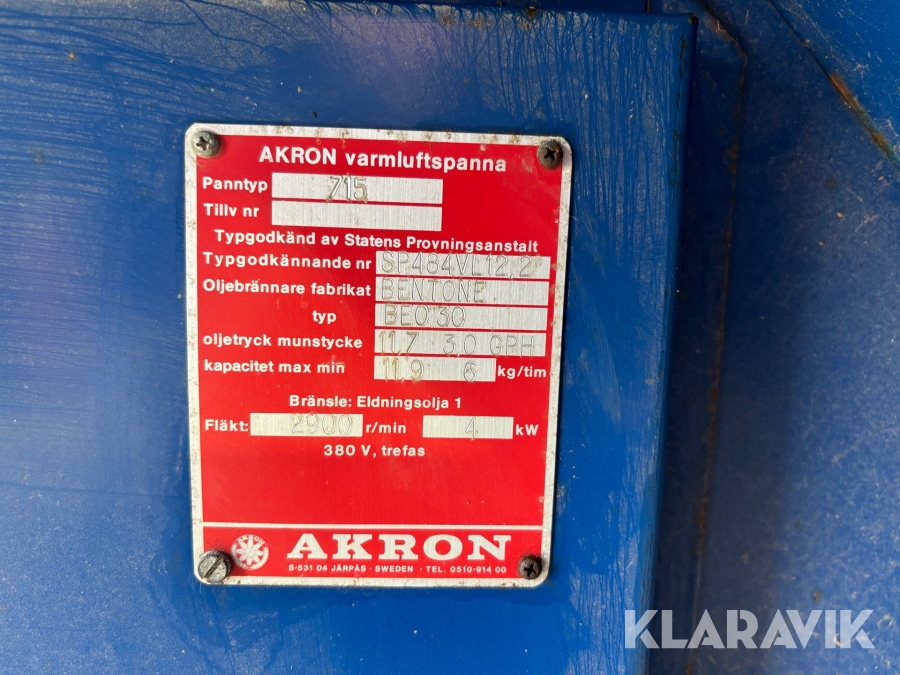 AKRON varmluftspanna
Panntyp 715
Tillv nr
Typgodkänd av Statens Provningsanstalt
Typgodkännande nr SP484VL12,2
Oljebrännare fabrikat BENTONE
typ BEO30
oljetryck munstycke 11,7 3,0 GPH
kapacitet max min 11,9 6 kg/tim
Bränsle: Eldningsolja 1
Fläkt: 2900 r/min 4 kW
380 V, trefas
AKRON
S-531 04 JÄRPÅS · SWEDEN · TEL. 0510-914 00
KLARAVIK